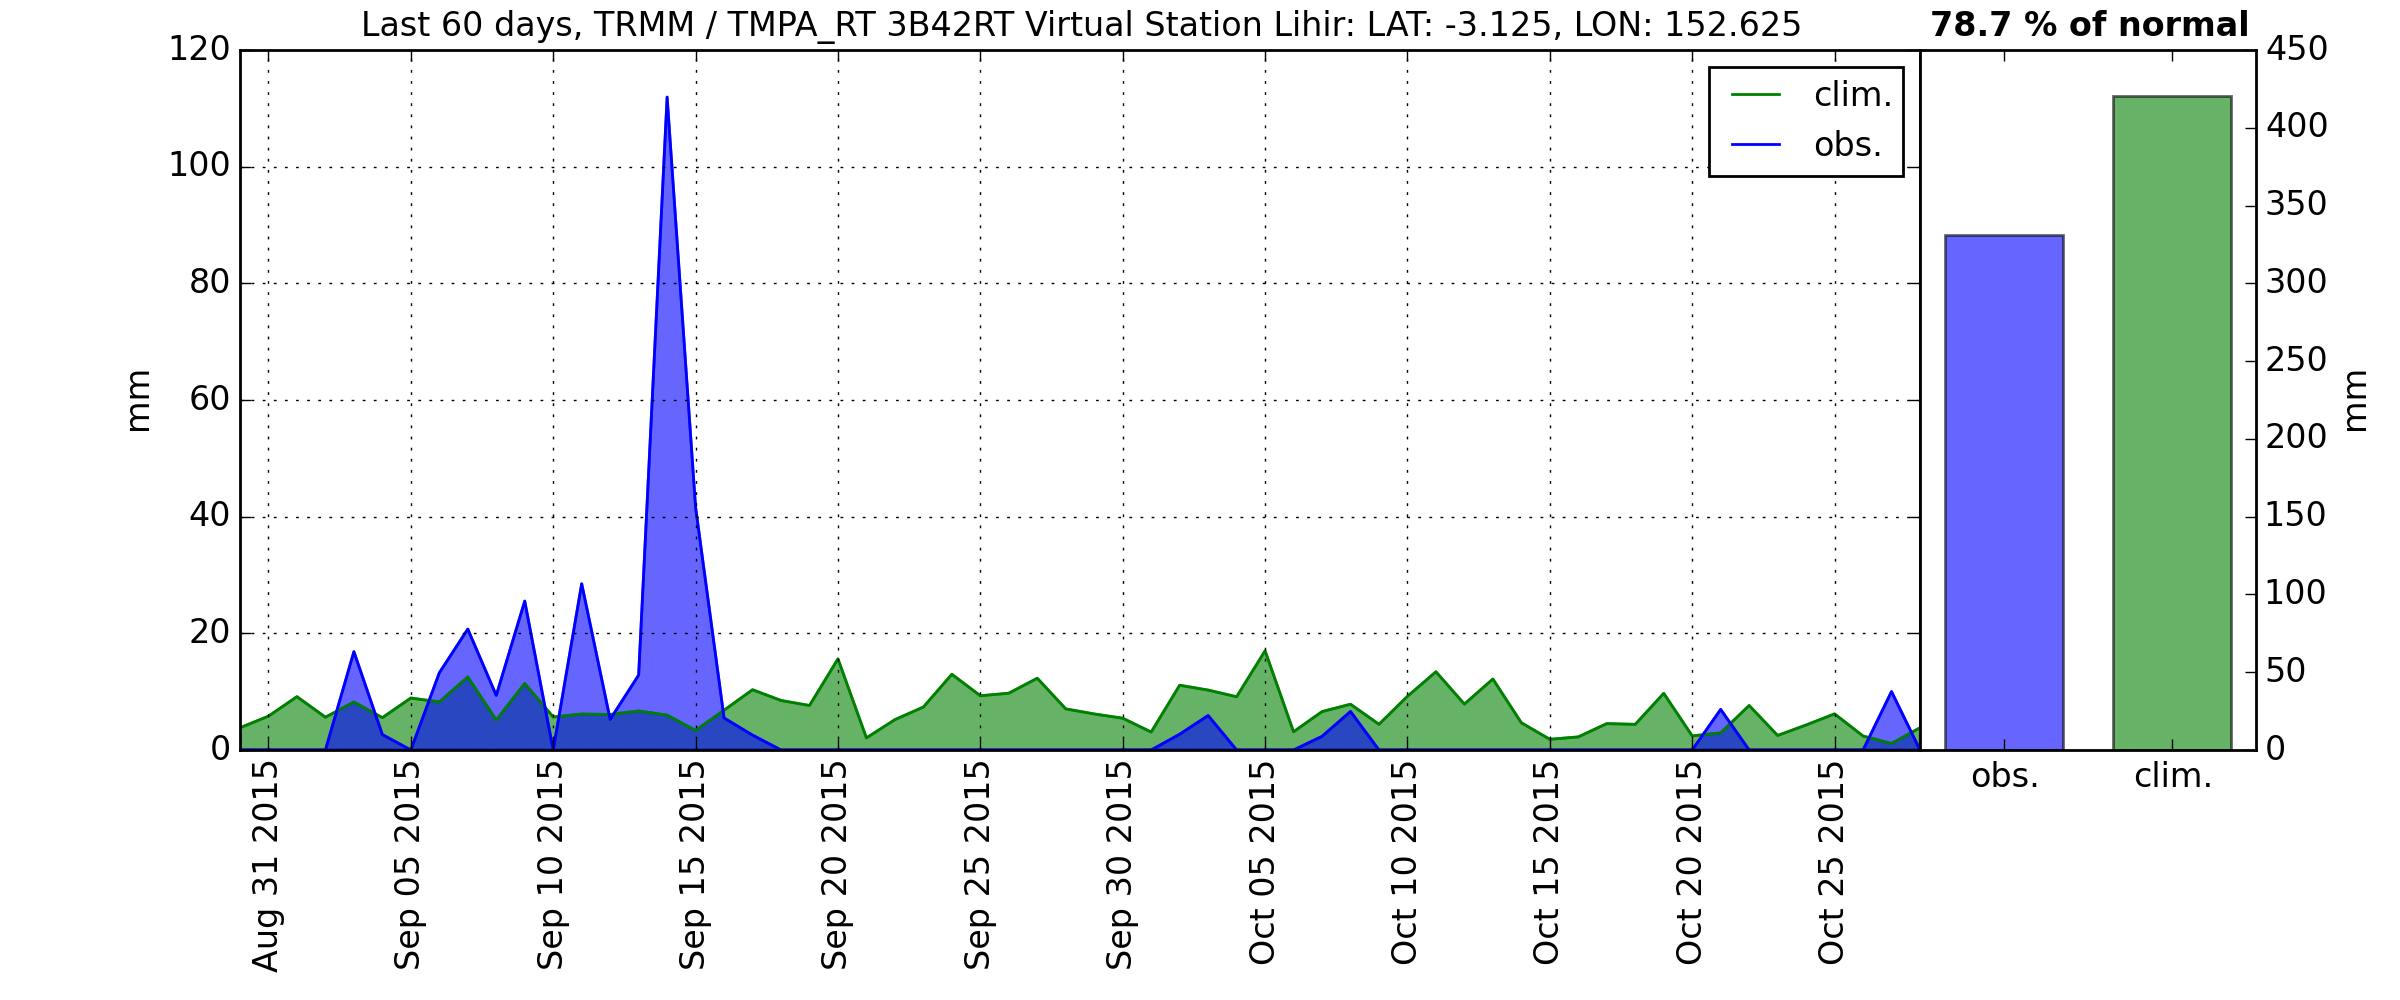 Last 60 days, TRMM / TMPA_RT 3B42RT Virtual Station Lihir: LAT: -3.125, LON: 152.625
78.7 % of normal
120
100
80
60
40
20
0
mm
clim.
obs.
Aug 31 2015
Sep 05 2015
Sep 10 2015
Sep 15 2015
Sep 20 2015
Sep 25 2015
Sep 30 2015
Oct 05 2015
Oct 10 2015
Oct 15 2015
Oct 20 2015
Oct 25 2015
obs.
clim.
450
400
350
300
250
200
150
100
50
0
mm